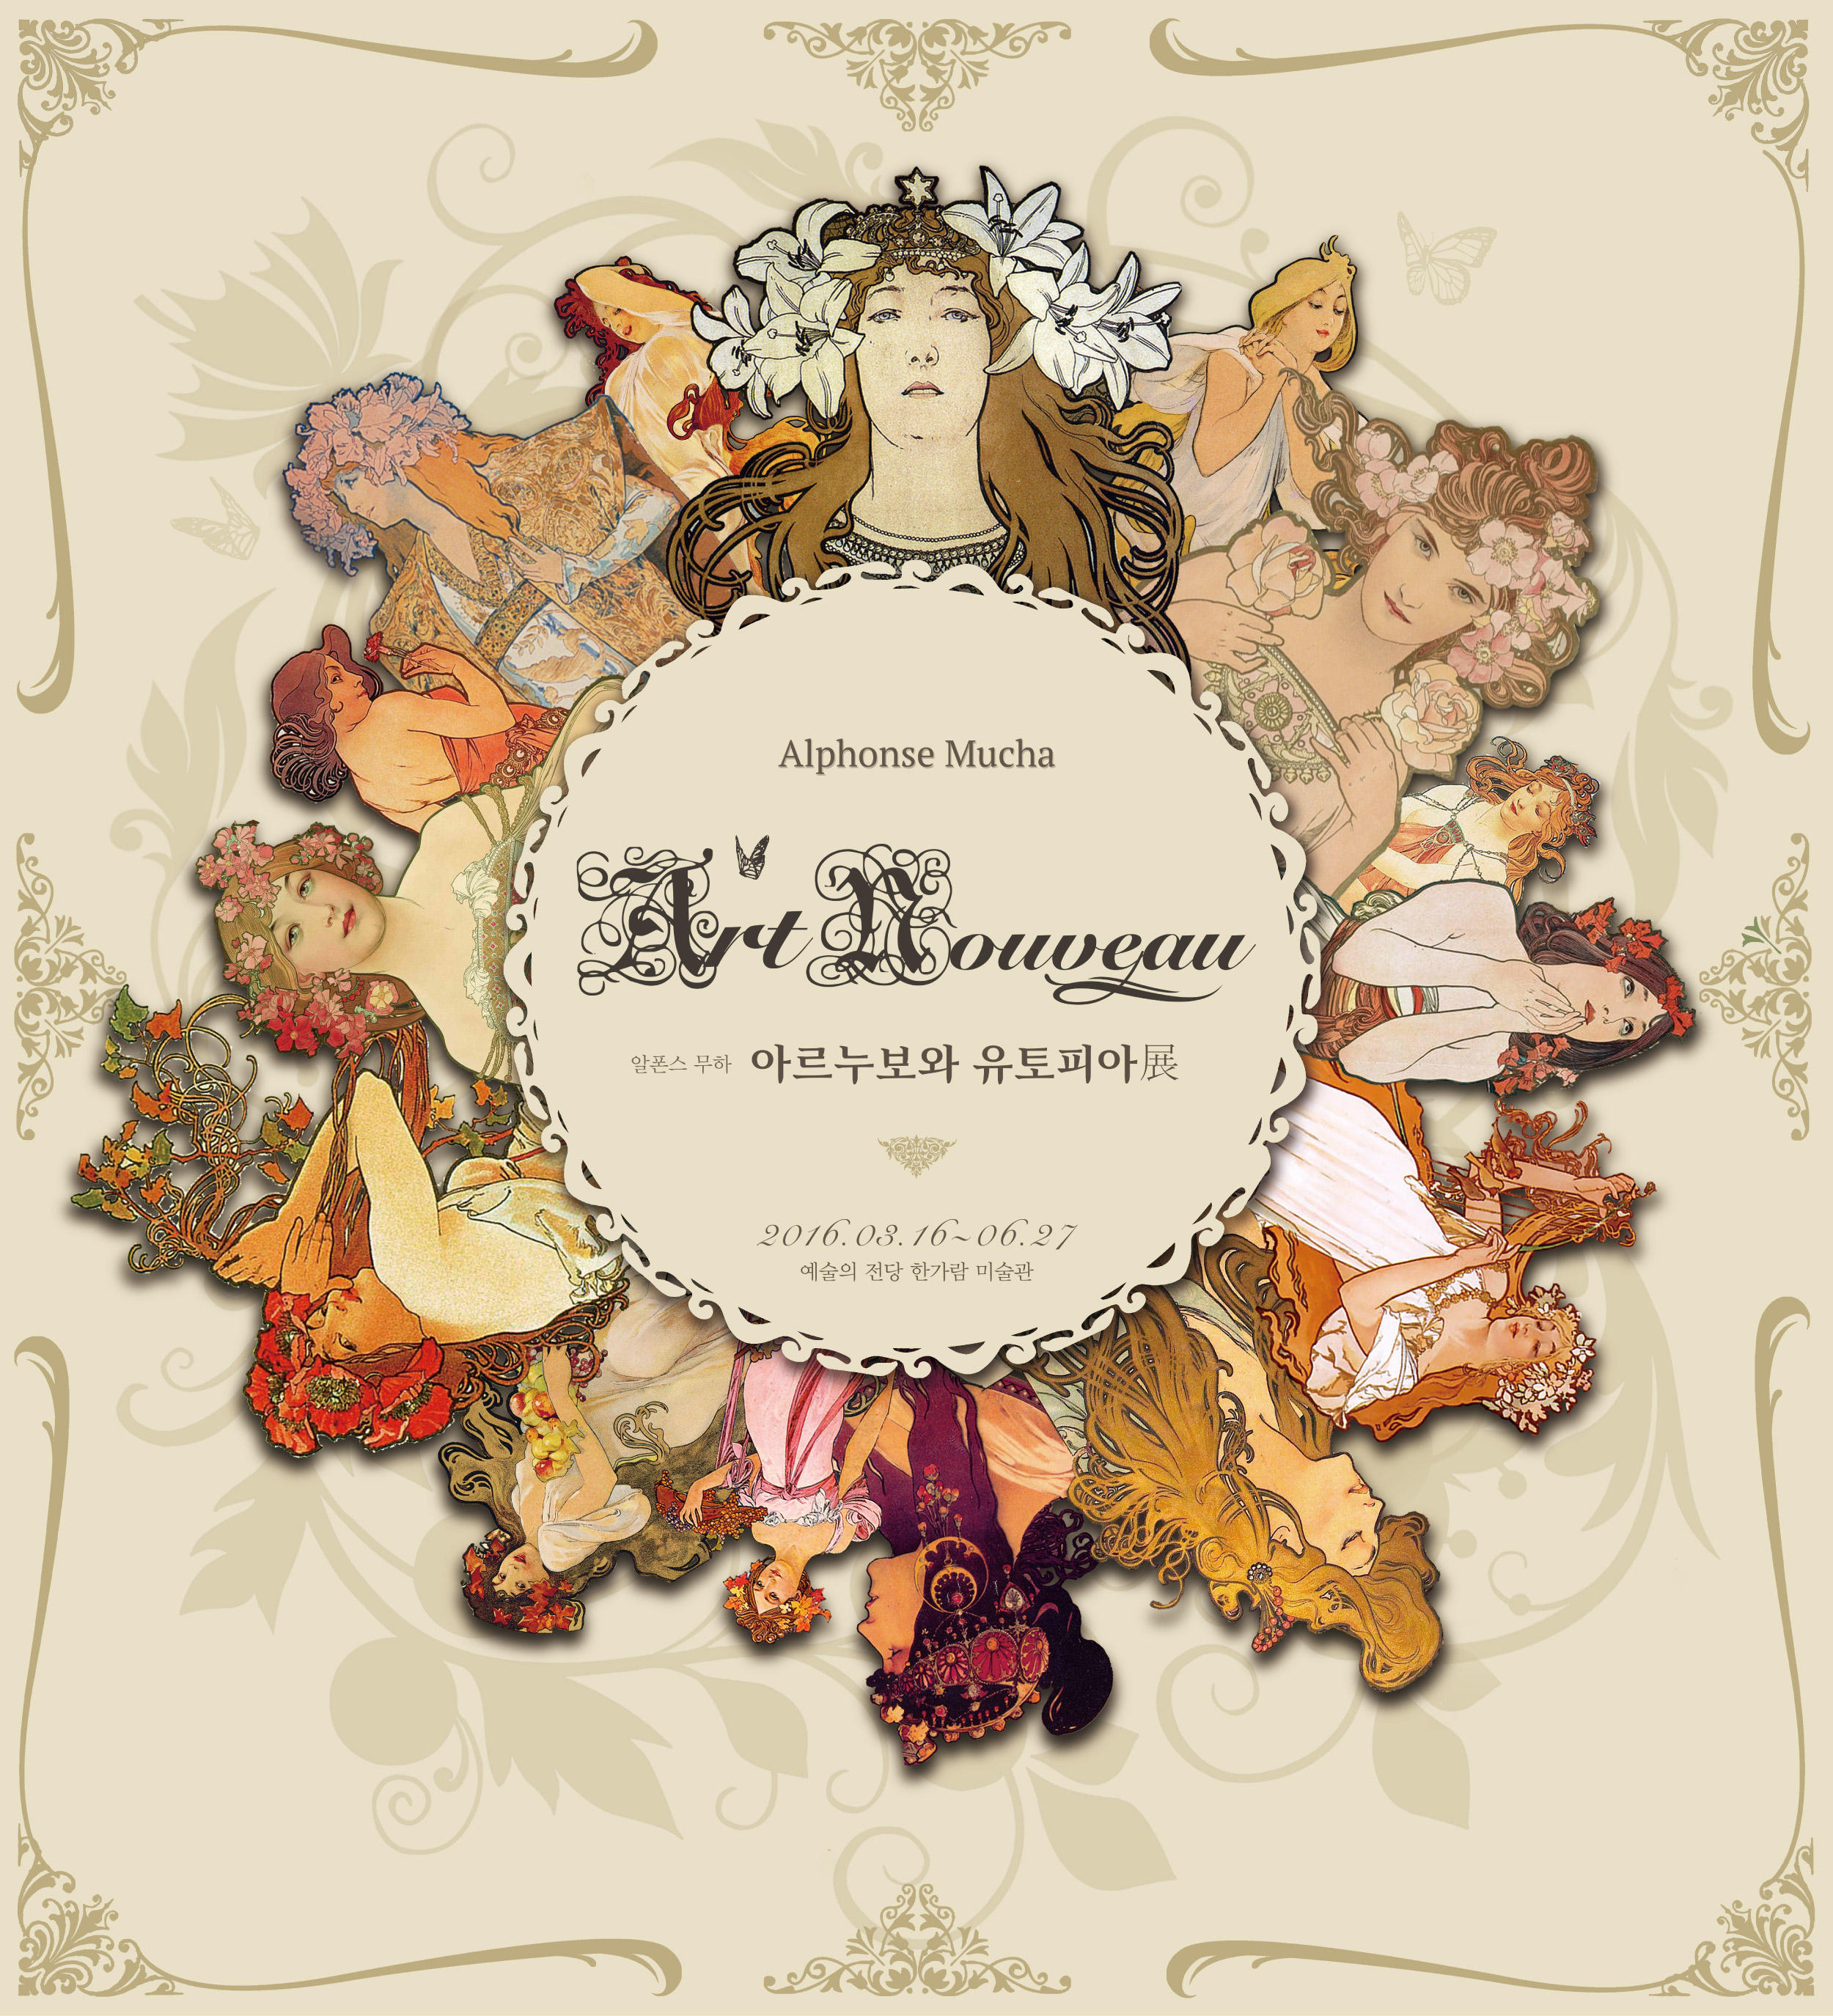 Alphonse Mucha
Art Nouveau
알폰스 무하 아르누보와 유토피아展
2016.03.16~06.27
예술의 전당 한가람 미술관